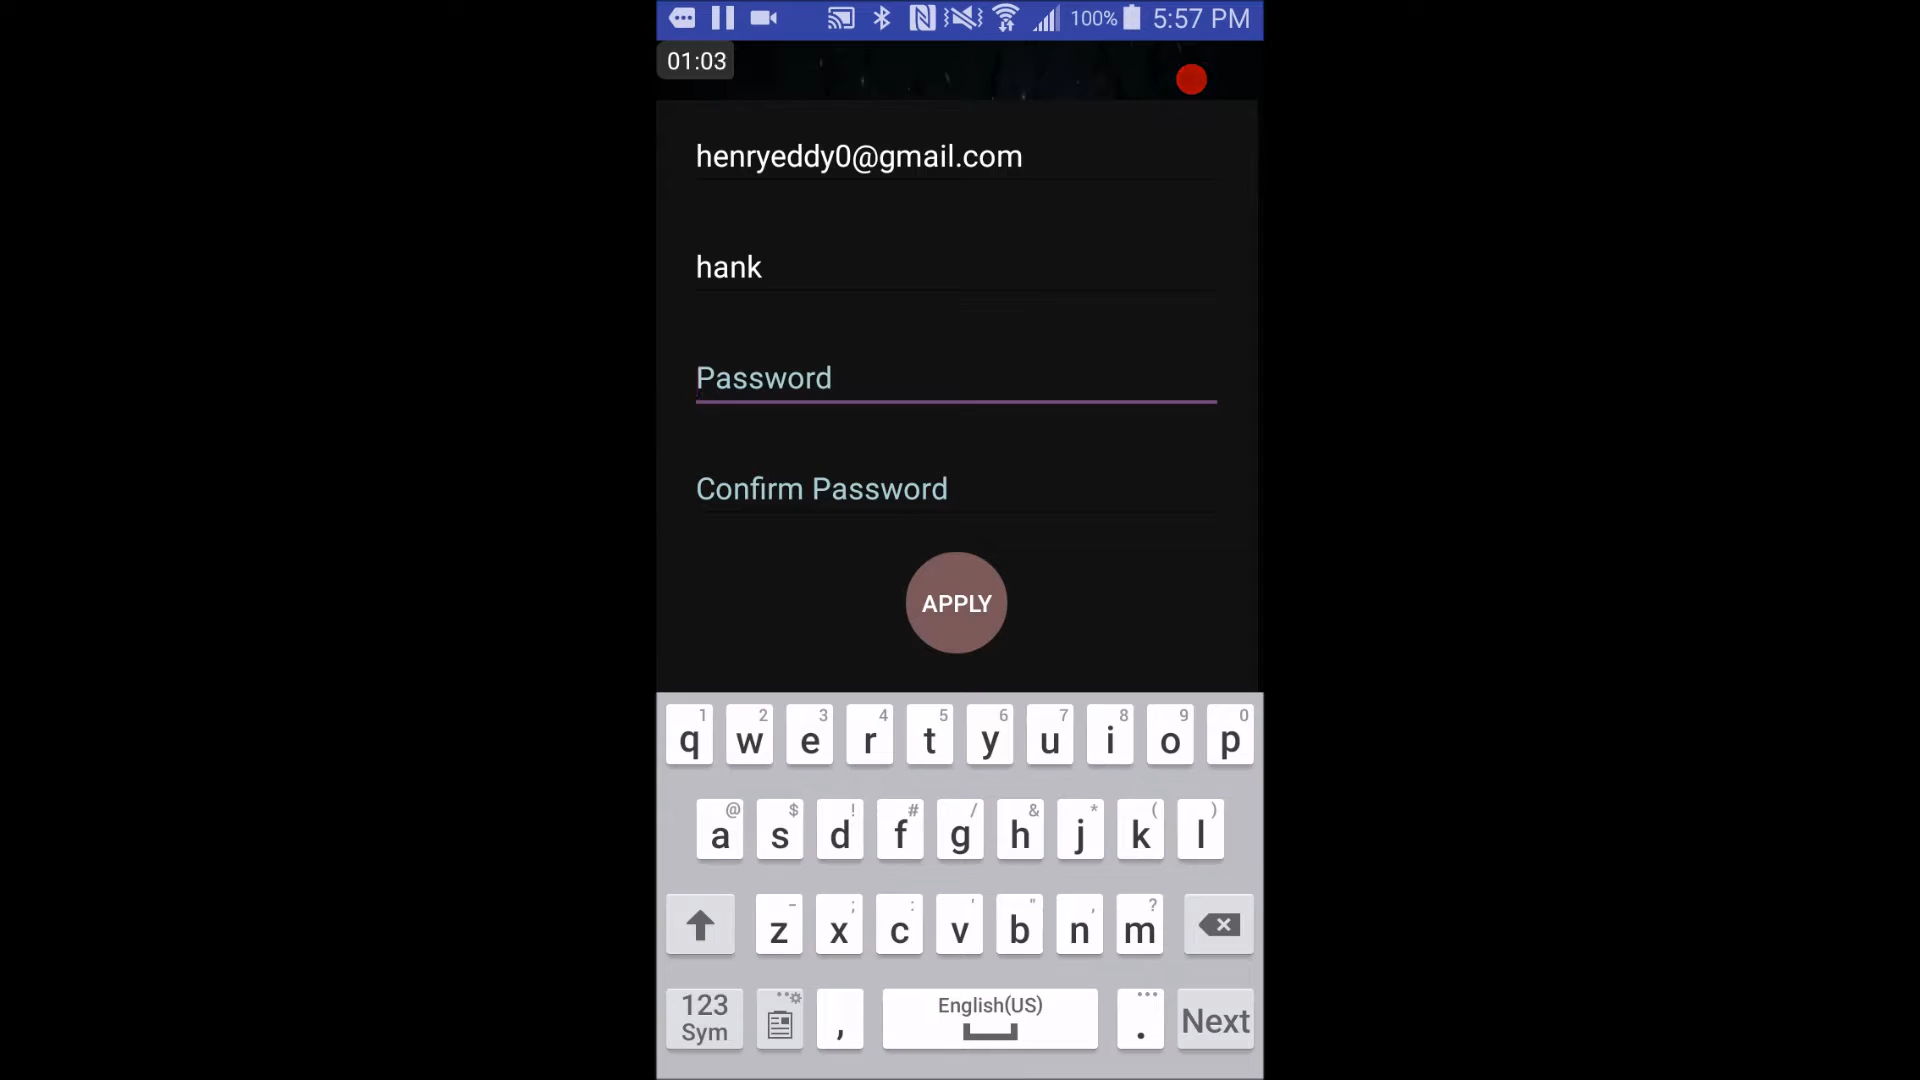 100% 5:57 PM
01:03
henryeddy0@gmail.com
hank
Password
Confirm Password
APPLY
1 2 3 4 5 6 7 8 9 0
q w e r t y u i o p
@ $ ! # / & * ( )
a s d f g h j k l
- ; : ' " , ?
z x c v b n m
123 Sym , English(US) . Next